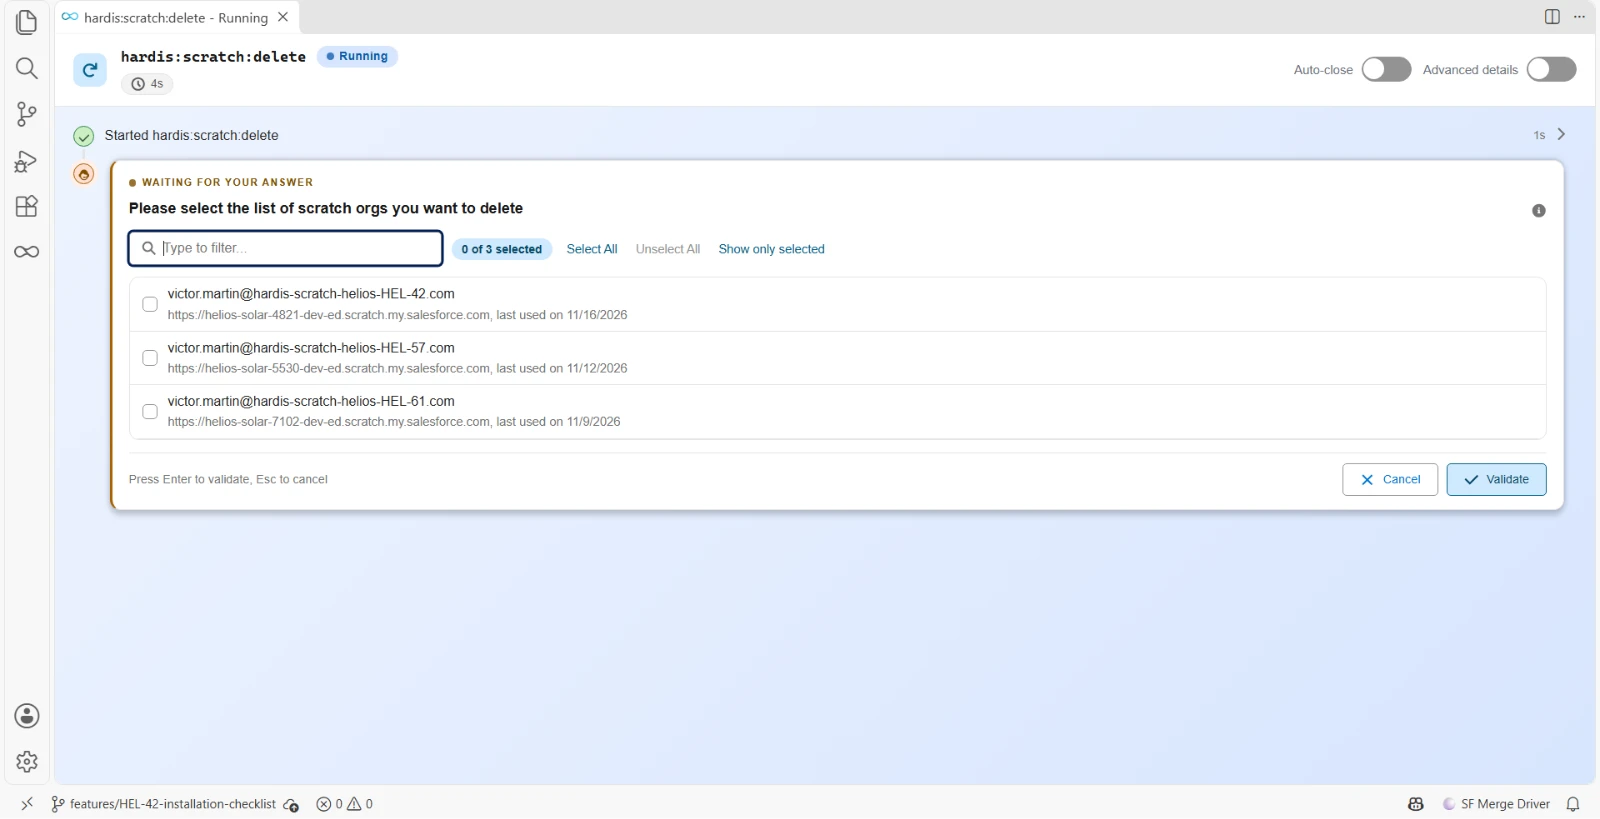 hardis:scratch:delete - Running
hardis:scratch:delete
Running
4s
Auto-close
Advanced details
Started hardis:scratch:delete
1s
WAITING FOR YOUR ANSWER
Please select the list of scratch orgs you want to delete
Type to filter...
0 of 3 selected
Select All
Unselect All
Show only selected
victor.martin@hardis-scratch-helios-HEL-42.com
https://helios-solar-4821-dev-ed.scratch.my.salesforce.com, last used on 11/16/2026
victor.martin@hardis-scratch-helios-HEL-57.com
https://helios-solar-5530-dev-ed.scratch.my.salesforce.com, last used on 11/12/2026
victor.martin@hardis-scratch-helios-HEL-61.com
https://helios-solar-7102-dev-ed.scratch.my.salesforce.com, last used on 11/9/2026
Press Enter to validate, Esc to cancel
Cancel
Validate
features/HEL-42-installation-checklist
0
0
SF Merge Driver